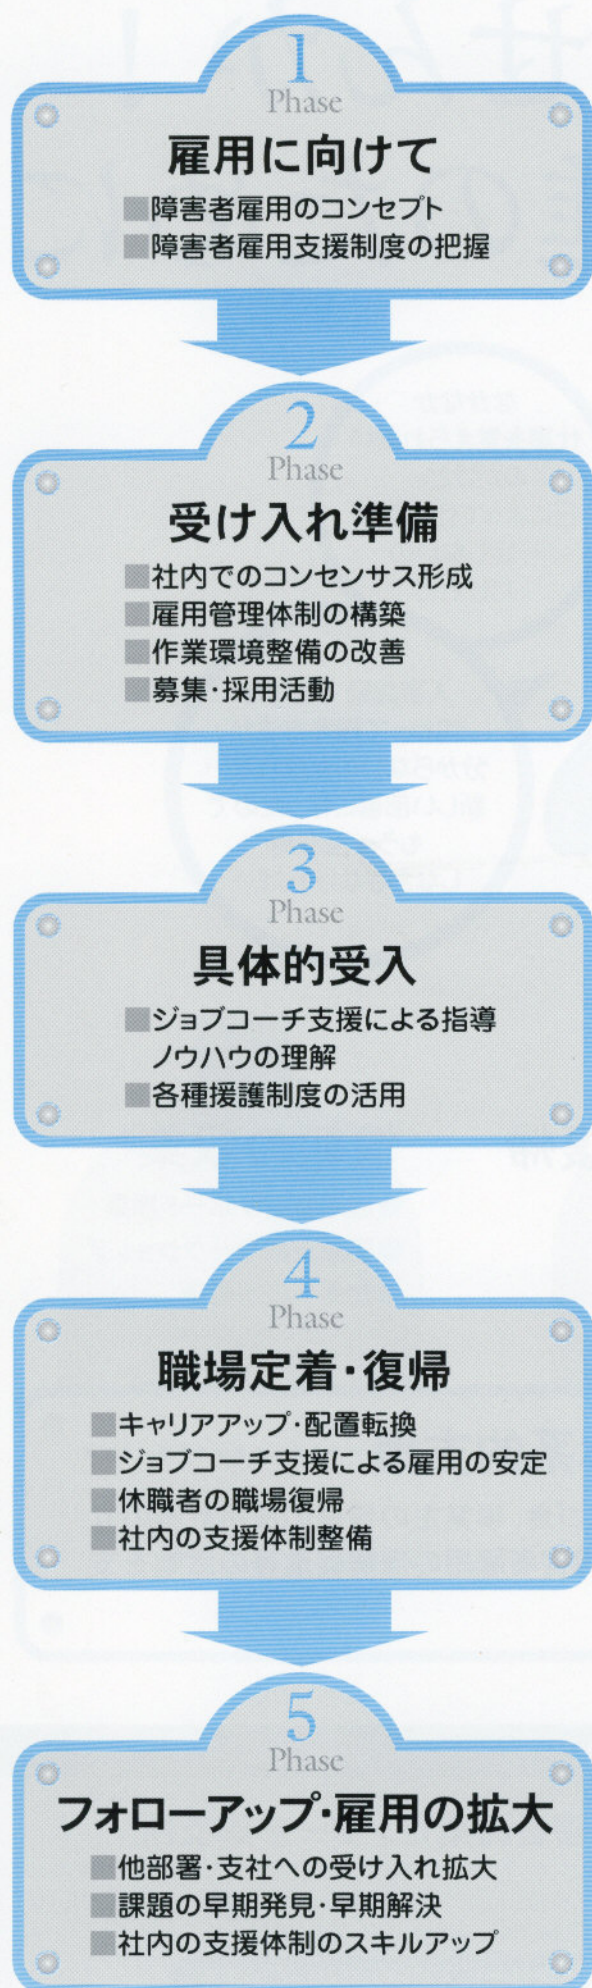 1
Phase
雇用に向けて
■障害者雇用のコンセプト
■障害者雇用支援制度の把握
2
Phase
受け入れ準備
■社内でのコンセンサス形成
■雇用管理体制の構築
■作業環境整備の改善
■募集・採用活動
3
Phase
具体的受入
■ジョブコーチ支援による指導
ノウハウの理解
■各種援護制度の活用
4
Phase
職場定着・復帰
■キャリアアップ・配置転換
■ジョブコーチ支援による雇用の安定
■休職者の職場復帰
■社内の支援体制整備
5
Phase
フォローアップ・雇用の拡大
■他部署・支社への受け入れ拡大
■課題の早期発見・早期解決
■社内の支援体制のスキルアップ